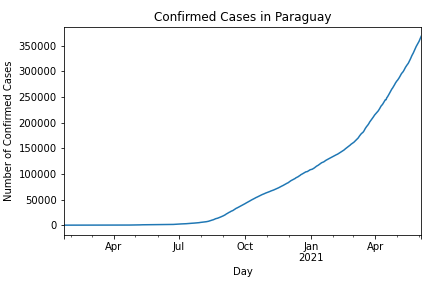 Confirmed Cases in Paraguay
Number of Confirmed Cases
350000
300000
250000
200000
150000
100000
50000
0
Apr Jul Oct Jan Apr
2021
Day